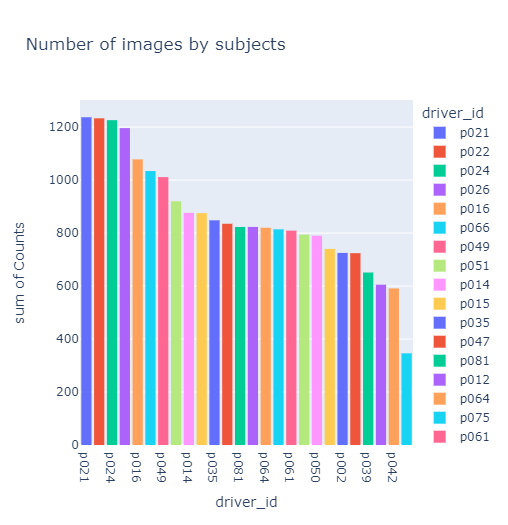 Number of images by subjects
sum of Counts
1200
1000
800
600
400
200
0
p021
p024
p016
p049
p014
p035
p081
p064
p061
p050
p002
p039
p042
driver_id
driver_id
p021
p022
p024
p026
p016
p066
p049
p051
p014
p015
p035
p047
p081
p012
p064
p075
p061